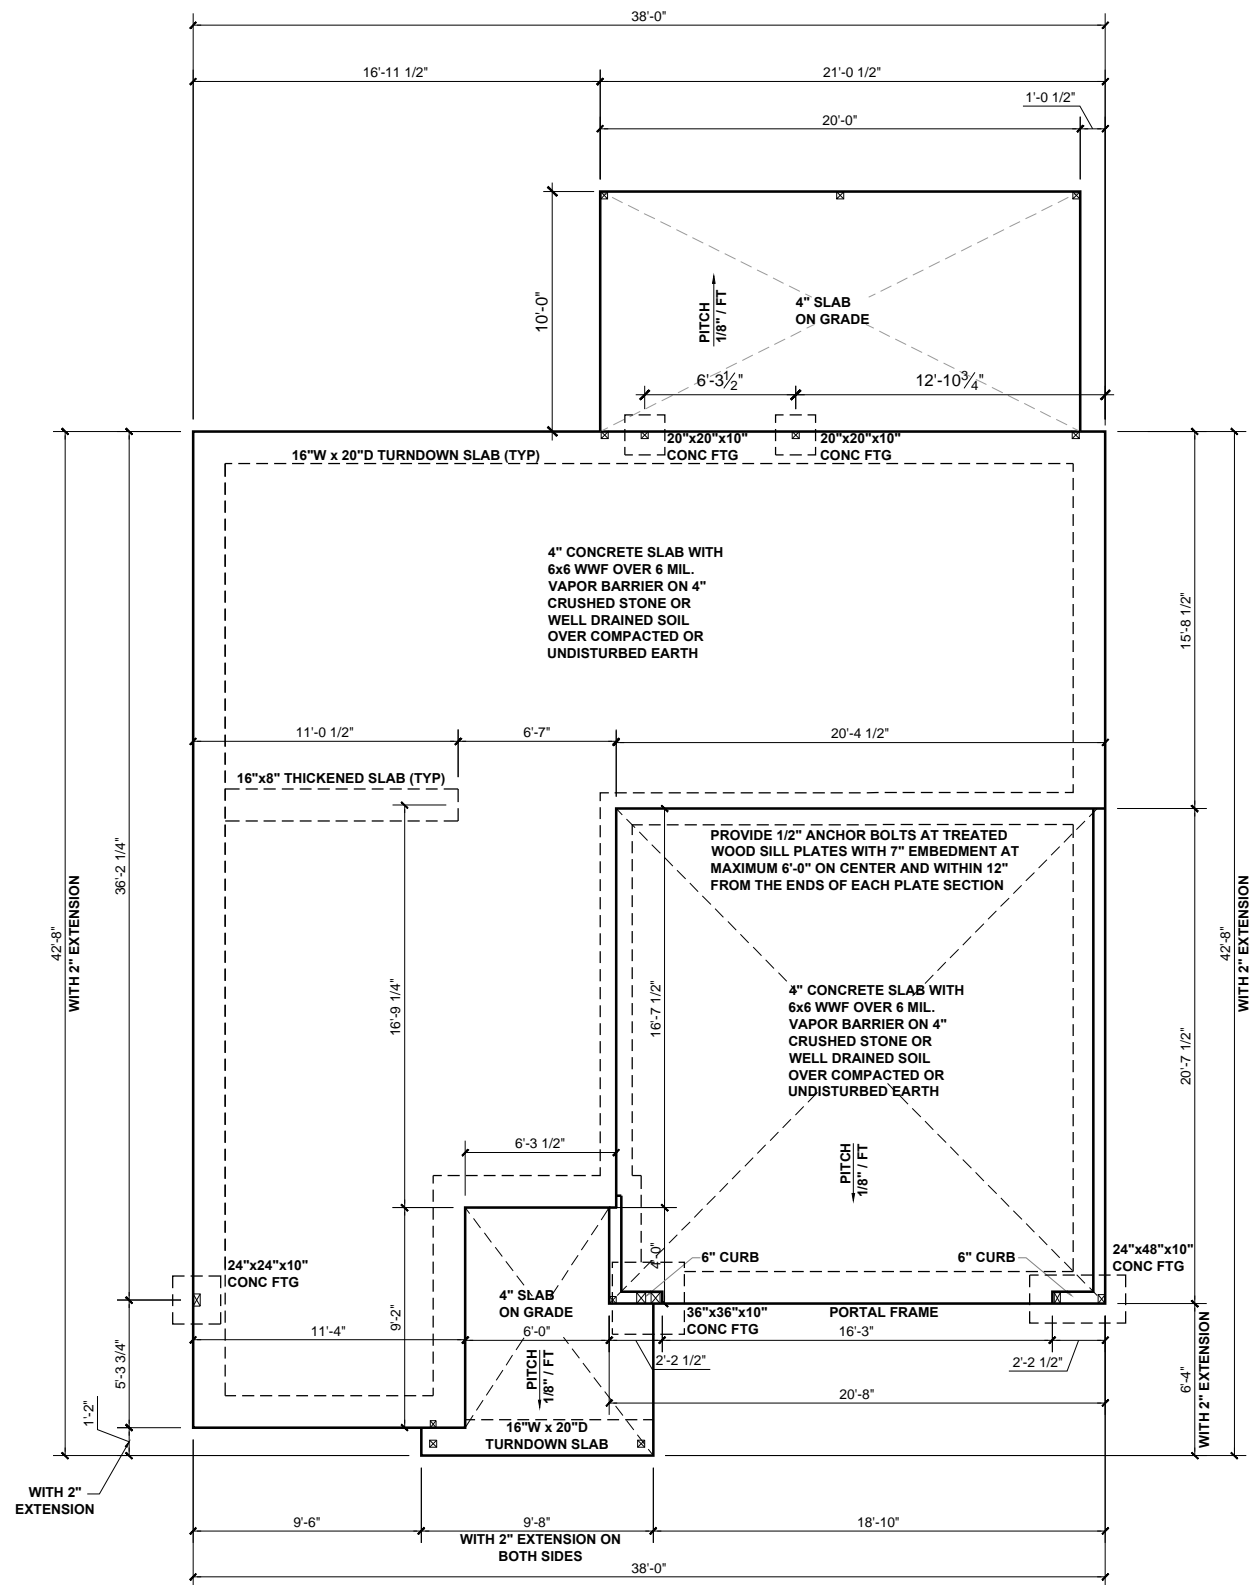 38'-0"
16'-11 1/2"
21'-0 1/2"
1'-0 1/2"
20'-0"
10'-0"
PITCH
1/8" / FT
4" SLAB
ON GRADE
6'-3 1/2"
12'-10 3/4"
20"x20"x10"
CONC FTG
20"x20"x10"
CONC FTG
16"W x 20"D TURNDOWN SLAB (TYP)
4" CONCRETE SLAB WITH
6x6 WWF OVER 6 MIL.
VAPOR BARRIER ON 4"
CRUSHED STONE OR
WELL DRAINED SOIL
OVER COMPACTED OR
UNDISTURBED EARTH
15'-8 1/2"
11'-0 1/2"
6'-7"
20'-4 1/2"
16"x8" THICKENED SLAB (TYP)
36'-2 1/4"
42'-8"
WITH 2" EXTENSION
PROVIDE 1/2" ANCHOR BOLTS AT TREATED
WOOD SILL PLATES WITH 7" EMBEDMENT AT
MAXIMUM 6'-0" ON CENTER AND WITHIN 12"
FROM THE ENDS OF EACH PLATE SECTION
42'-8"
WITH 2" EXTENSION
16'-9 1/4"
16'-7 1/2"
4" CONCRETE SLAB WITH
6x6 WWF OVER 6 MIL.
VAPOR BARRIER ON 4"
CRUSHED STONE OR
WELL DRAINED SOIL
OVER COMPACTED OR
UNDISTURBED EARTH
20'-7 1/2"
6'-3 1/2"
PITCH
1/8" / FT
24"x24"x10"
CONC FTG
4'-0"
6" CURB
6" CURB
24"x48"x10"
CONC FTG
4" SLAB
ON GRADE
36"x36"x10"
CONC FTG
PORTAL FRAME
9'-2"
11'-4"
6'-0"
16'-3"
2'-2 1/2"
2'-2 1/2"
5'-3 3/4"
PITCH
1/8" / FT
20'-8"
6'-4"
WITH 2" EXTENSION
1'-2"
16"W x 20"D
TURNDOWN SLAB
WITH 2"
EXTENSION
9'-6"
9'-8"
18'-10"
WITH 2" EXTENSION ON
BOTH SIDES
38'-0"